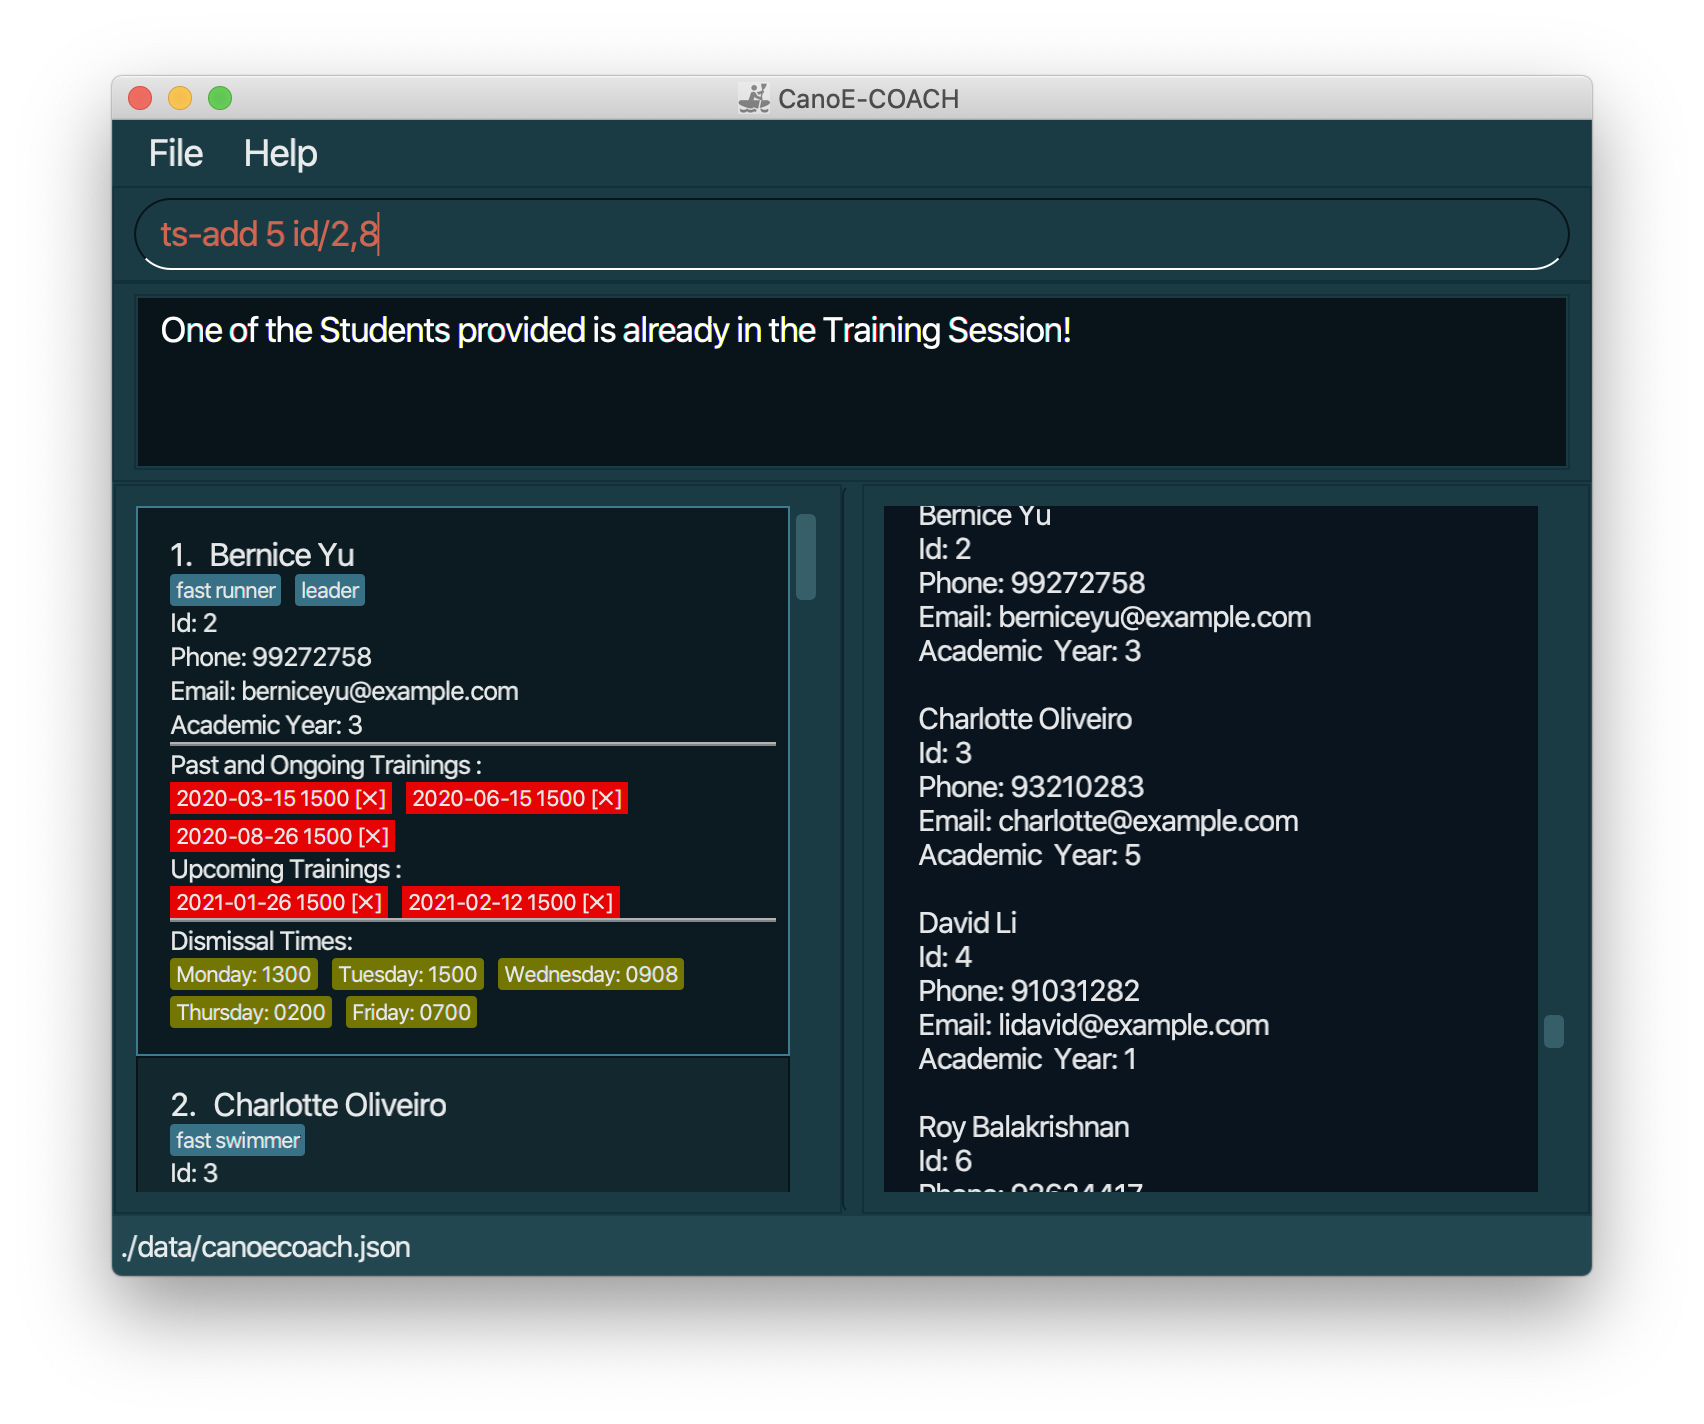 CanoE-COACH
File Help
ts-add 5 id/2,8
One of the Students provided is already in the Training Session!
1. Bernice Yu
fast runner leader
Id: 2
Phone: 99272758
Email: berniceyu@example.com
Academic Year: 3
Past and Ongoing Trainings :
2020-03-15 1500 [✕] 2020-06-15 1500 [✕]
2020-08-26 1500 [✕]
Upcoming Trainings :
2021-01-26 1500 [✕] 2021-02-12 1500 [✕]
Dismissal Times:
Monday: 1300 Tuesday: 1500 Wednesday: 0908
Thursday: 0200 Friday: 0700
2. Charlotte Oliveiro
fast swimmer
Id: 3
Bernice Yu
Id: 2
Phone: 99272758
Email: berniceyu@example.com
Academic Year: 3
Charlotte Oliveiro
Id: 3
Phone: 93210283
Email: charlotte@example.com
Academic Year: 5
David Li
Id: 4
Phone: 91031282
Email: lidavid@example.com
Academic Year: 1
Roy Balakrishnan
Id: 6
Phone: 92624417
./data/canoecoach.json